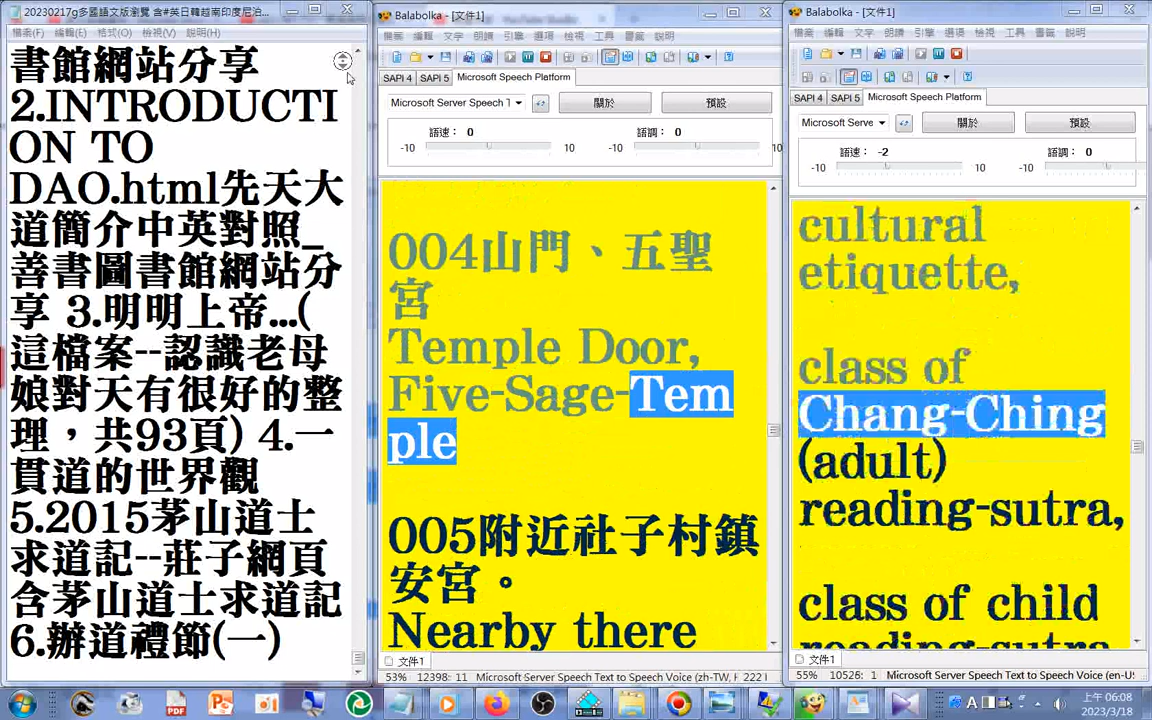 20230217g多國語文版瀏覽 含#英日韓越南印度尼泊...
檔案(F) 編輯(E) 格式(O) 檢視(V) 說明(H)
書館網站分享
2.INTRODUCTI
ON TO
DAO.html先天大
道簡介中英對照_
善書圖書館網站分
享 3.明明上帝...(
這檔案--認識老母
娘對天有很好的整
理，共93頁) 4.一
貫道的世界觀
5.2015茅山道士
求道記--莊子網頁
含茅山道士求道記
6.辦道禮節(一)
Balabolka - [文件1]
檔案 編輯 文字 朗讀 引擎 選項 檢視 工具 書籤 說明
SAPI 4 SAPI 5 Microsoft Speech Platform
Microsoft Server Speech T 關於 預設
語速： 0 語調： 0
-10 10 -10 10
004山門、五聖
宮
Temple Door,
Five-Sage-Tem
ple
005附近社子村鎮
安宮。
Nearby there
文件1
53% 12398: 11 Microsoft Server Speech Text to Speech Voice (zh-TW, H 222 I
Balabolka - [文件1]
檔案 編輯 文字 朗讀 引擎 選項 檢視 工具 書籤 說明
SAPI 4 SAPI 5 Microsoft Speech Platform
Microsoft Serve 關於 預設
語速： -2 語調： 0
-10 10 -10
cultural
etiquette,
class of
Chang-Ching
(adult)
reading-sutra,
class of child
reading-sutra,
文件1
55% 10526: 1 Microsoft Server Speech Text to Speech Voice (en-U:
上午 06:08
2023/3/18